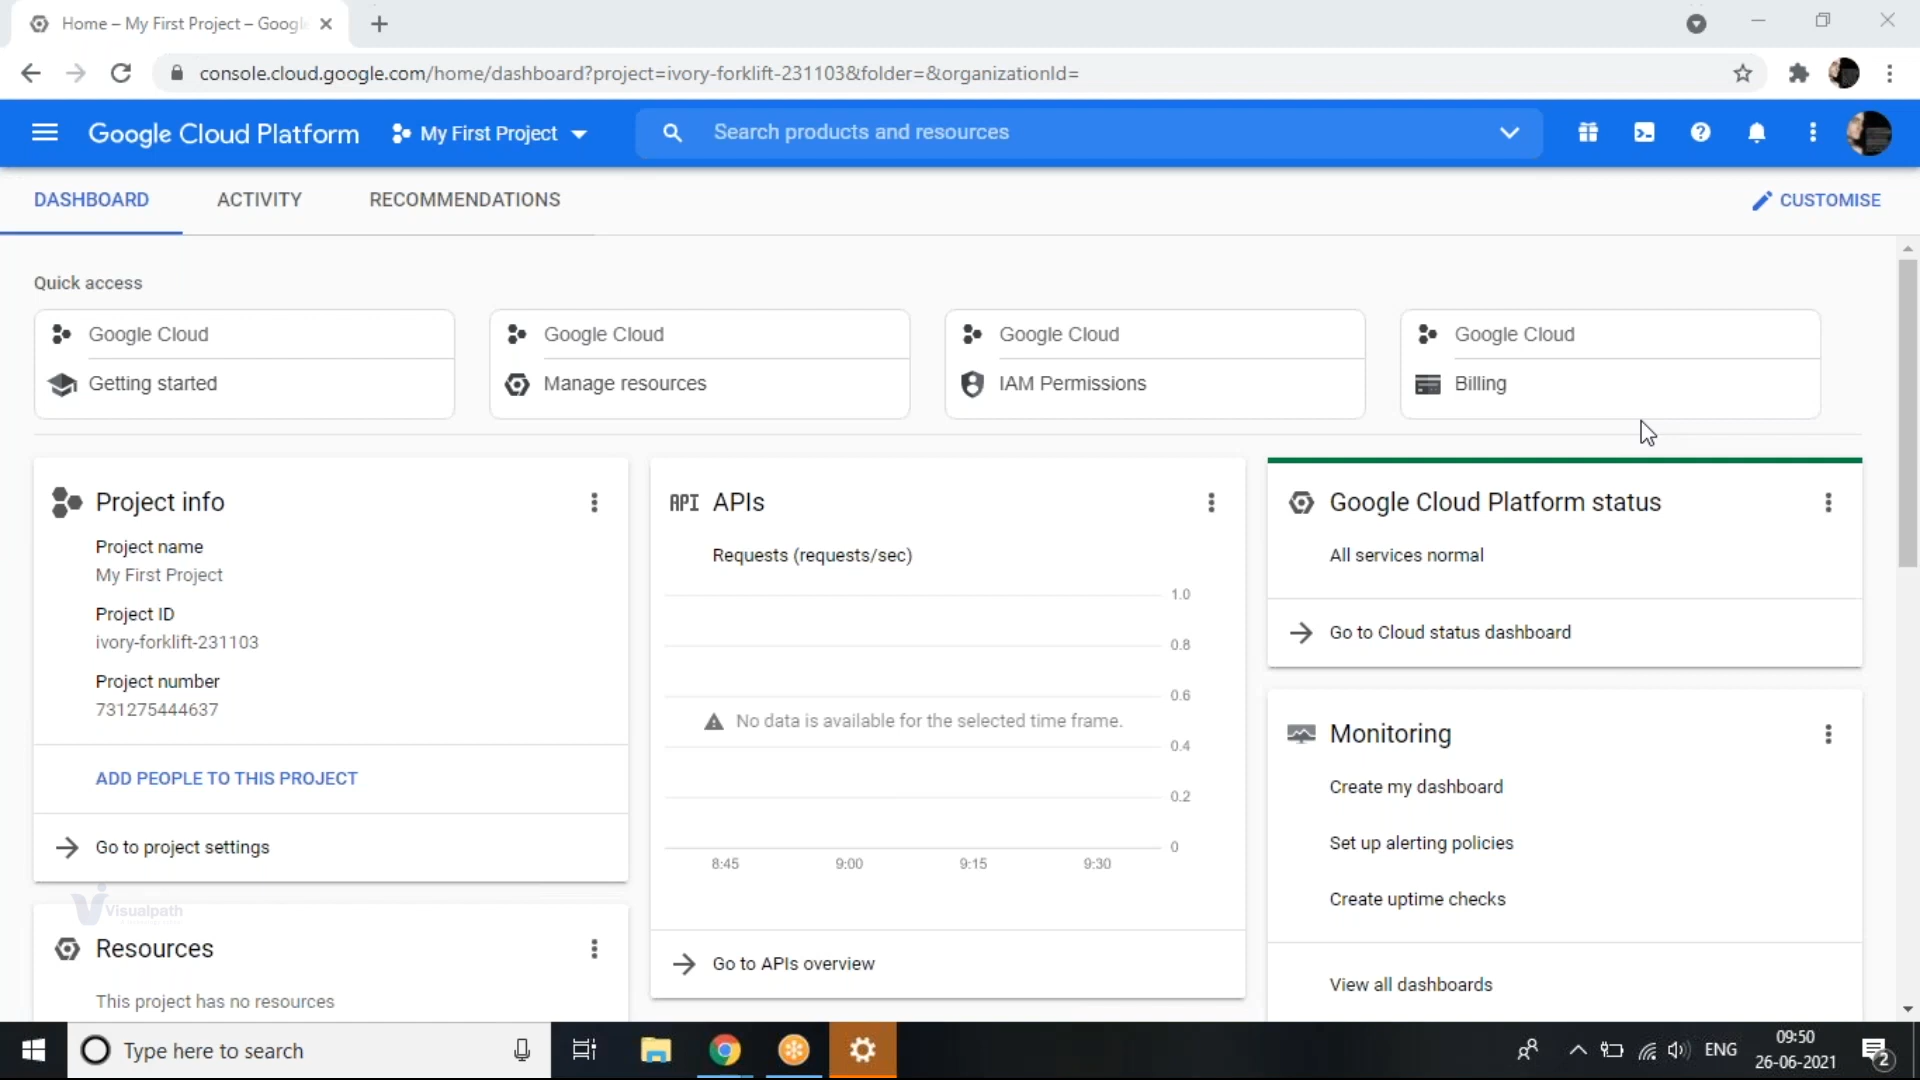 Home – My First Project – Googl
console.cloud.google.com/home/dashboard?project=ivory-forklift-231103&folder=&organizationId=
Google Cloud Platform
My First Project
Search products and resources
DASHBOARD
ACTIVITY
RECOMMENDATIONS
CUSTOMISE
Quick access
Google Cloud
Getting started
Google Cloud
Manage resources
Google Cloud
IAM Permissions
Google Cloud
Billing
Project info
Project name
My First Project
Project ID
ivory-forklift-231103
Project number
731275444637
ADD PEOPLE TO THIS PROJECT
Go to project settings
Visualpath
Resources
This project has no resources
API APIs
Requests (requests/sec)
1.0
0.8
0.6
No data is available for the selected time frame.
0.4
0.2
0
8:45 9:00 9:15 9:30
Go to APIs overview
Google Cloud Platform status
All services normal
Go to Cloud status dashboard
Monitoring
Create my dashboard
Set up alerting policies
Create uptime checks
View all dashboards
Type here to search
ENG
09:50
26-06-2021
2